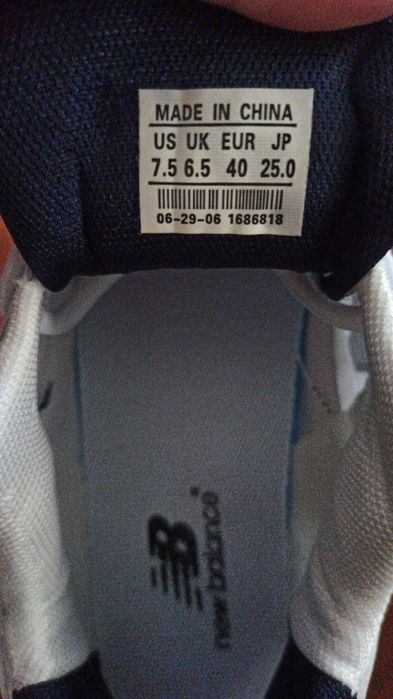 MADE IN CHINA
US UK EUR JP
7.5 6.5 40 25.0
06-29-06 1686818
NB
new balance